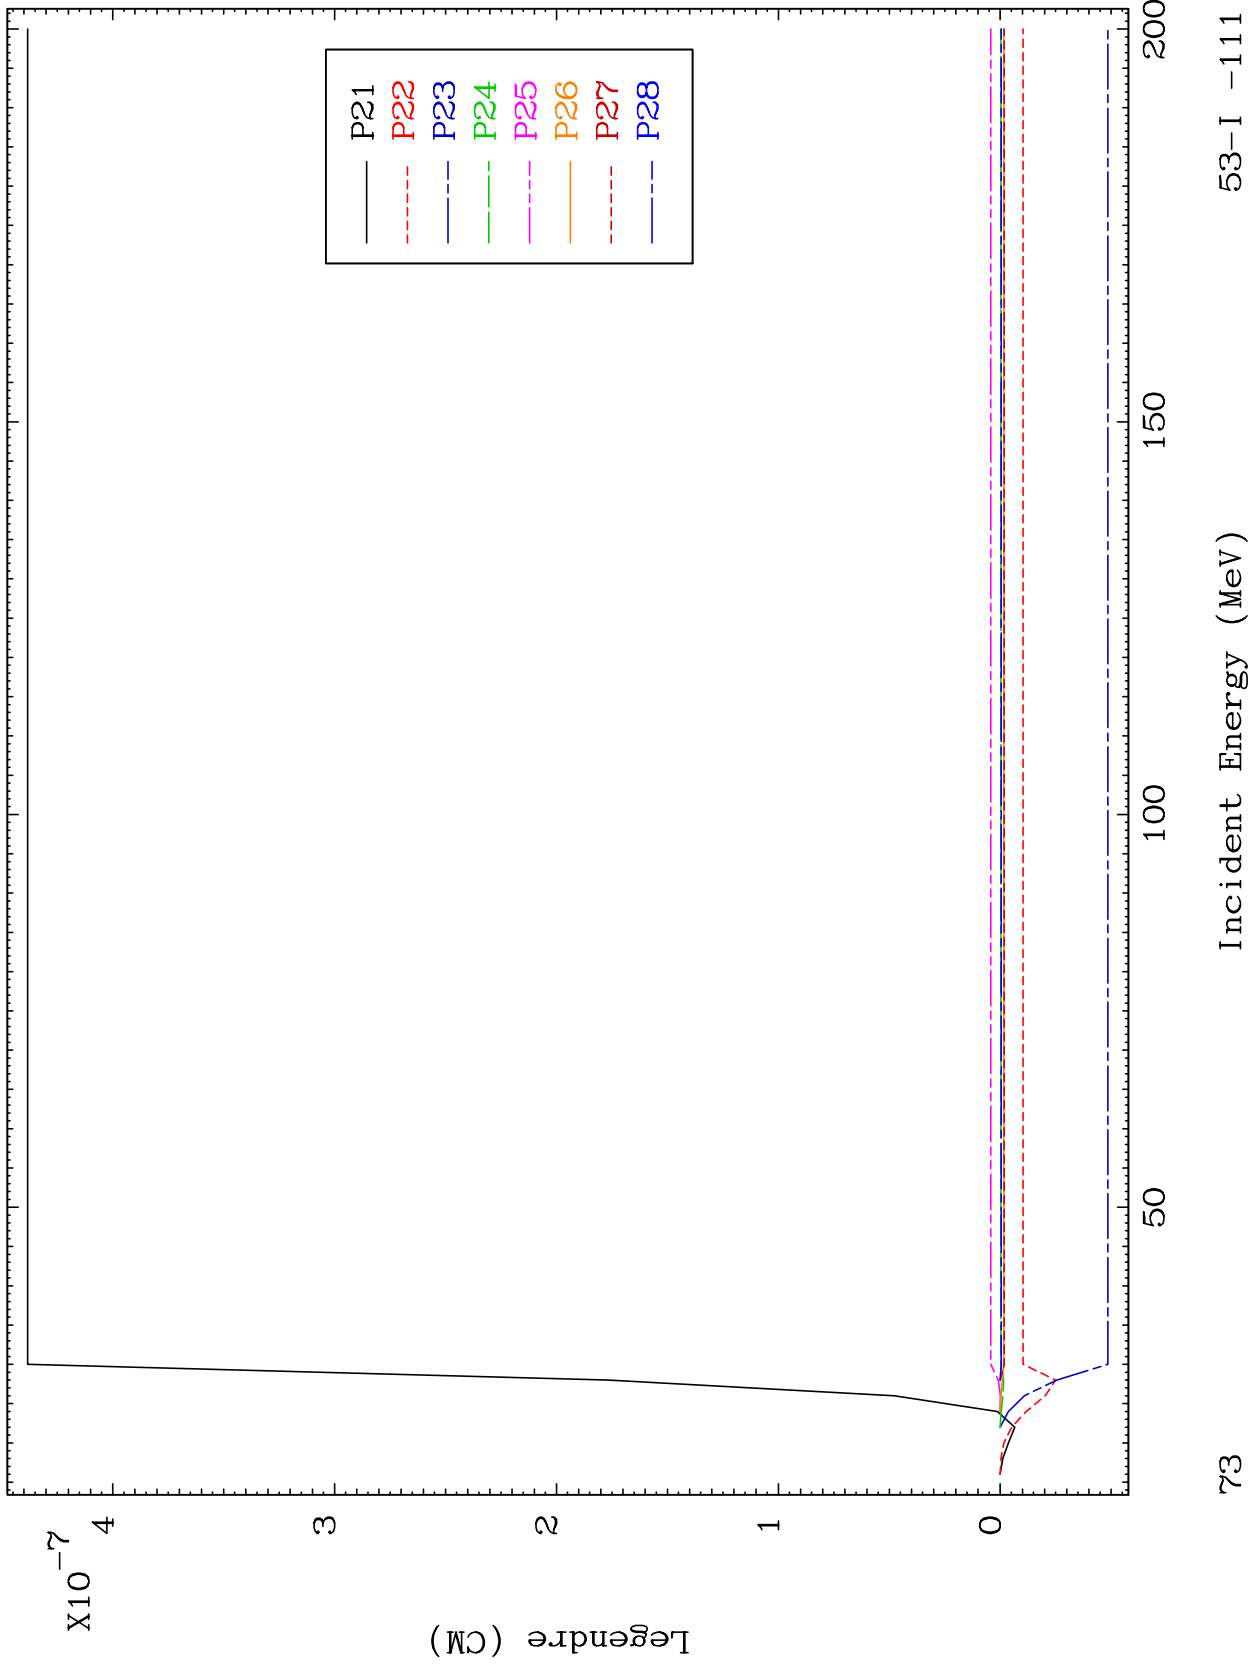 X10^-7
4
3
2
1
0
Legendre (CM)
P21
P22
P23
P24
P25
P26
P27
P28
50
100
150
200
Incident Energy (MeV)
73
53-I -111